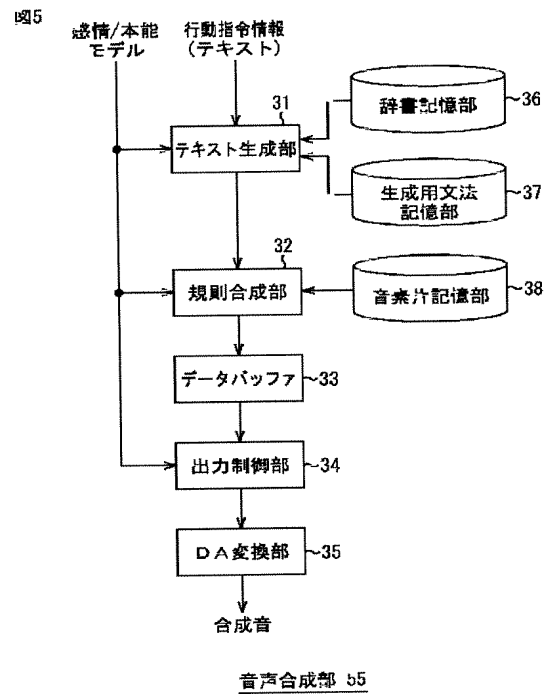 図5
感情/本能
モデル
行動指令情報
(テキスト)
31
テキスト生成部
辞書記憶部
36
生成用文法
記憶部
37
32
規則合成部
音素片記憶部
38
データバッファ
33
出力制御部
34
DA変換部
35
合成音
音声合成部 55